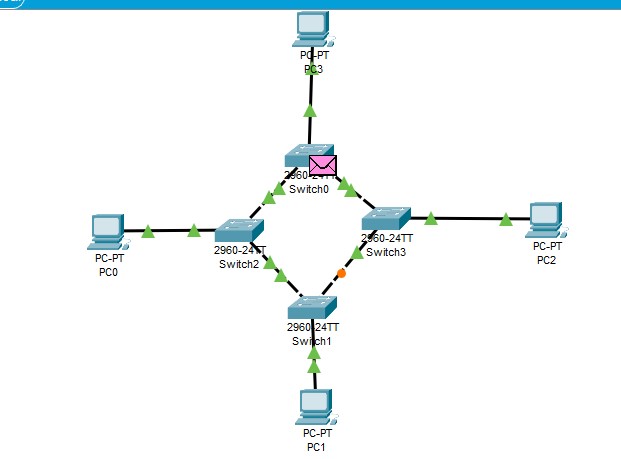 PC-PT
PC3
2960-24TT
Switch0
2960-24TT
Switch3
2960-24TT
Switch2
PC-PT
PC0
PC-PT
PC2
2960-24TT
Switch1
PC-PT
PC1